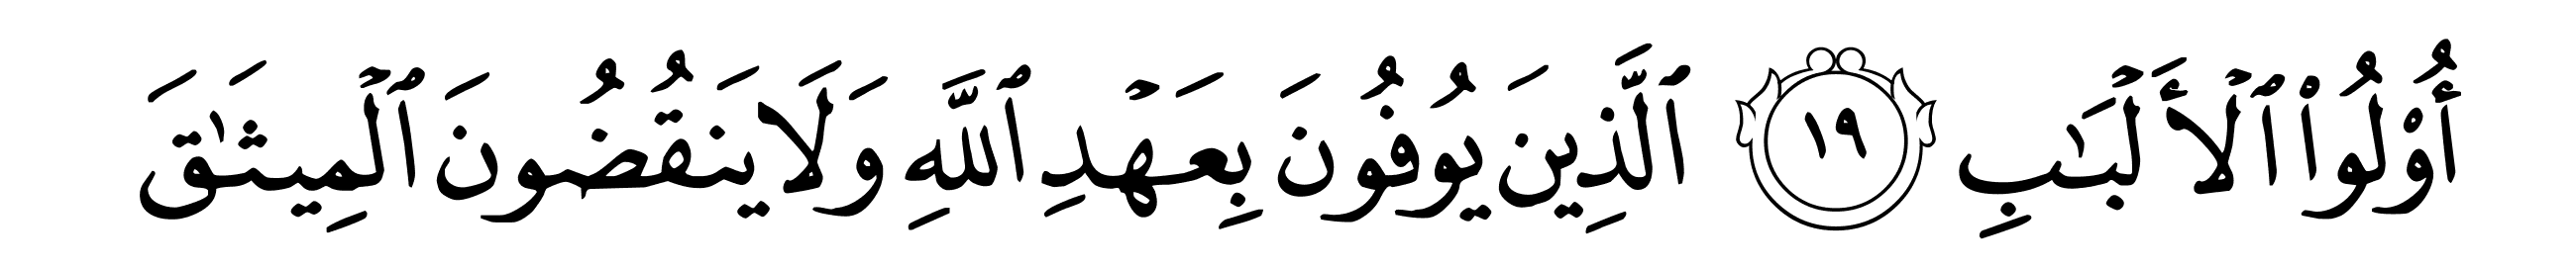 أُوْلُواْ ٱلۡأَلۡبَٰبِ ١٩ ٱلَّذِينَ يُوفُونَ بِعَهۡدِ ٱللَّهِ وَلَا يَنقُضُونَ ٱلۡمِيثَٰقَ